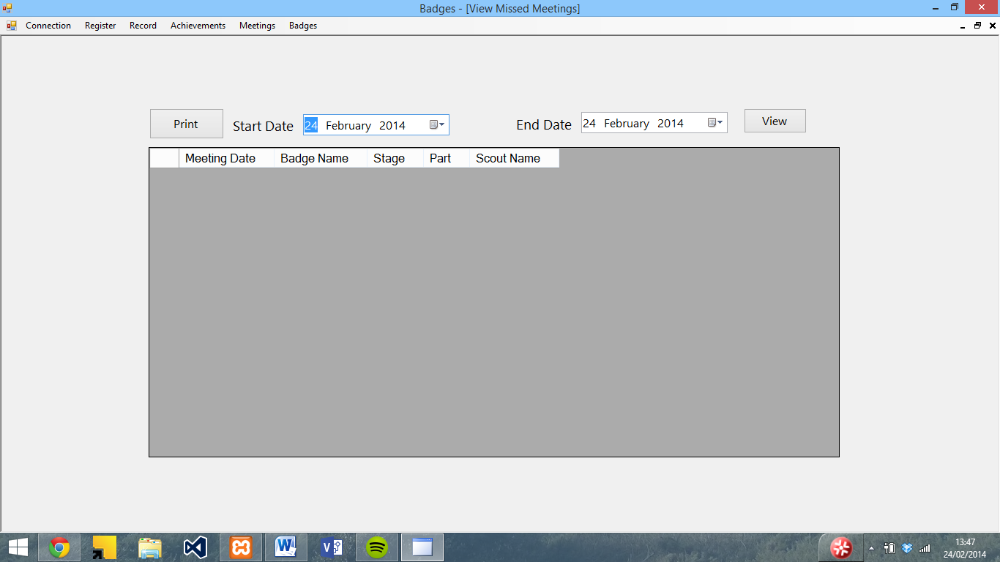 Badges - [View Missed Meetings]
Connection Register Record Achievements Meetings Badges
Print Start Date 24 February 2014 End Date 24 February 2014 View
Meeting Date Badge Name Stage Part Scout Name
13:47
24/02/2014